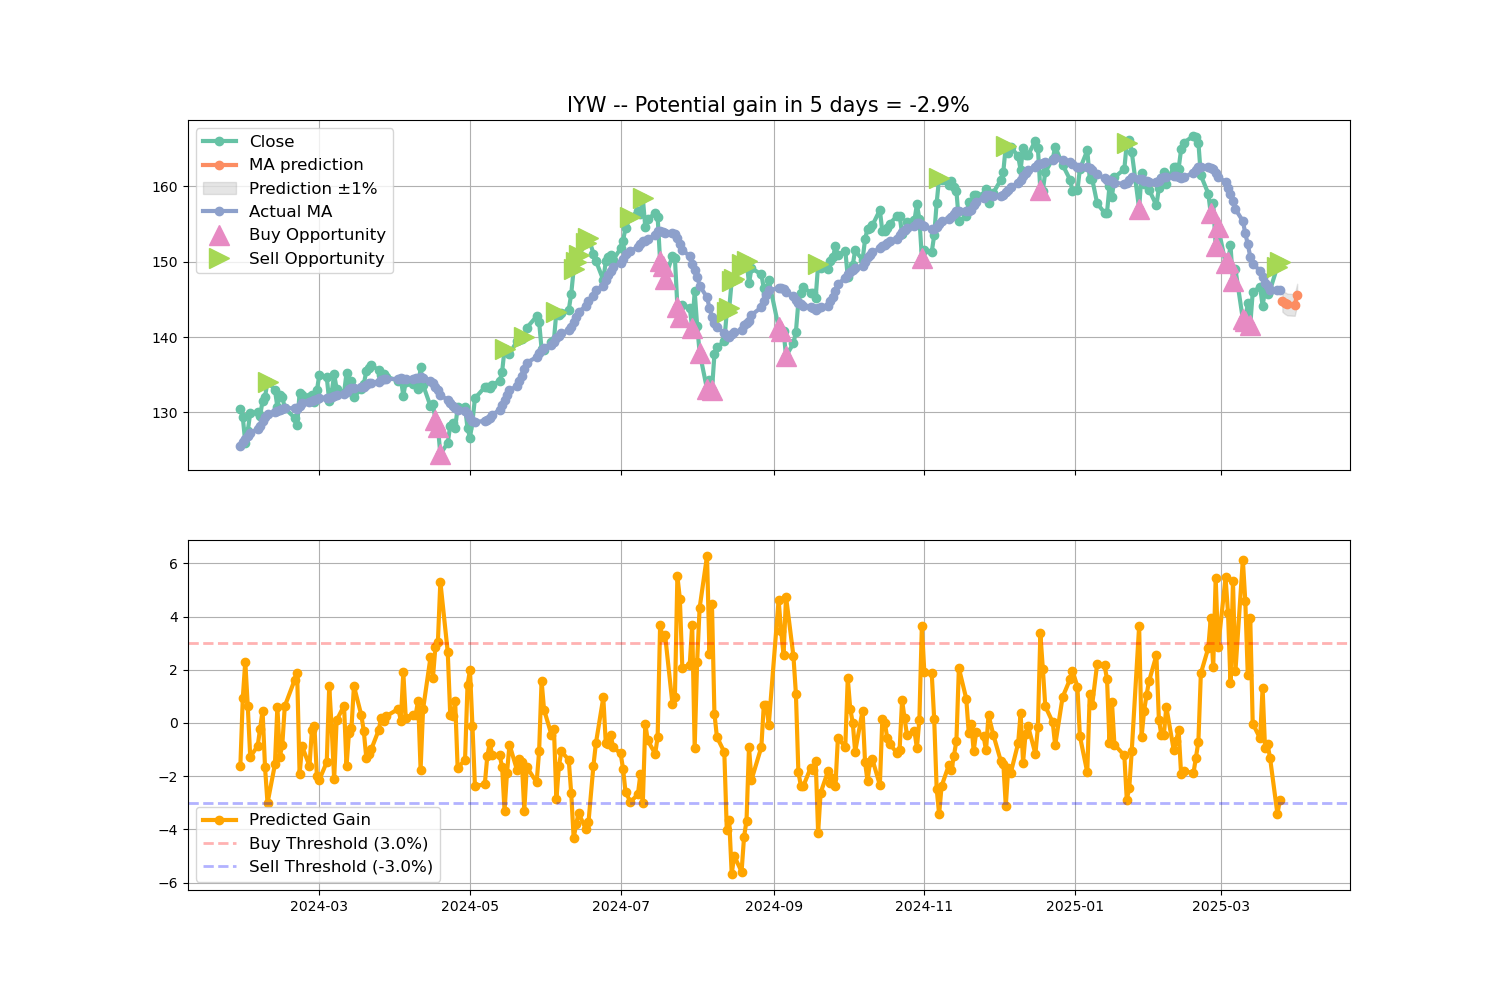 IYW -- Potential gain in 5 days = -2.9%
Close
MA prediction
Prediction ±1%
Actual MA
Buy Opportunity
Sell Opportunity
160
150
140
130
6
4
2
0
−2
−4
−6
Predicted Gain
Buy Threshold (3.0%)
Sell Threshold (-3.0%)
2024-03 2024-05 2024-07 2024-09 2024-11 2025-01 2025-03